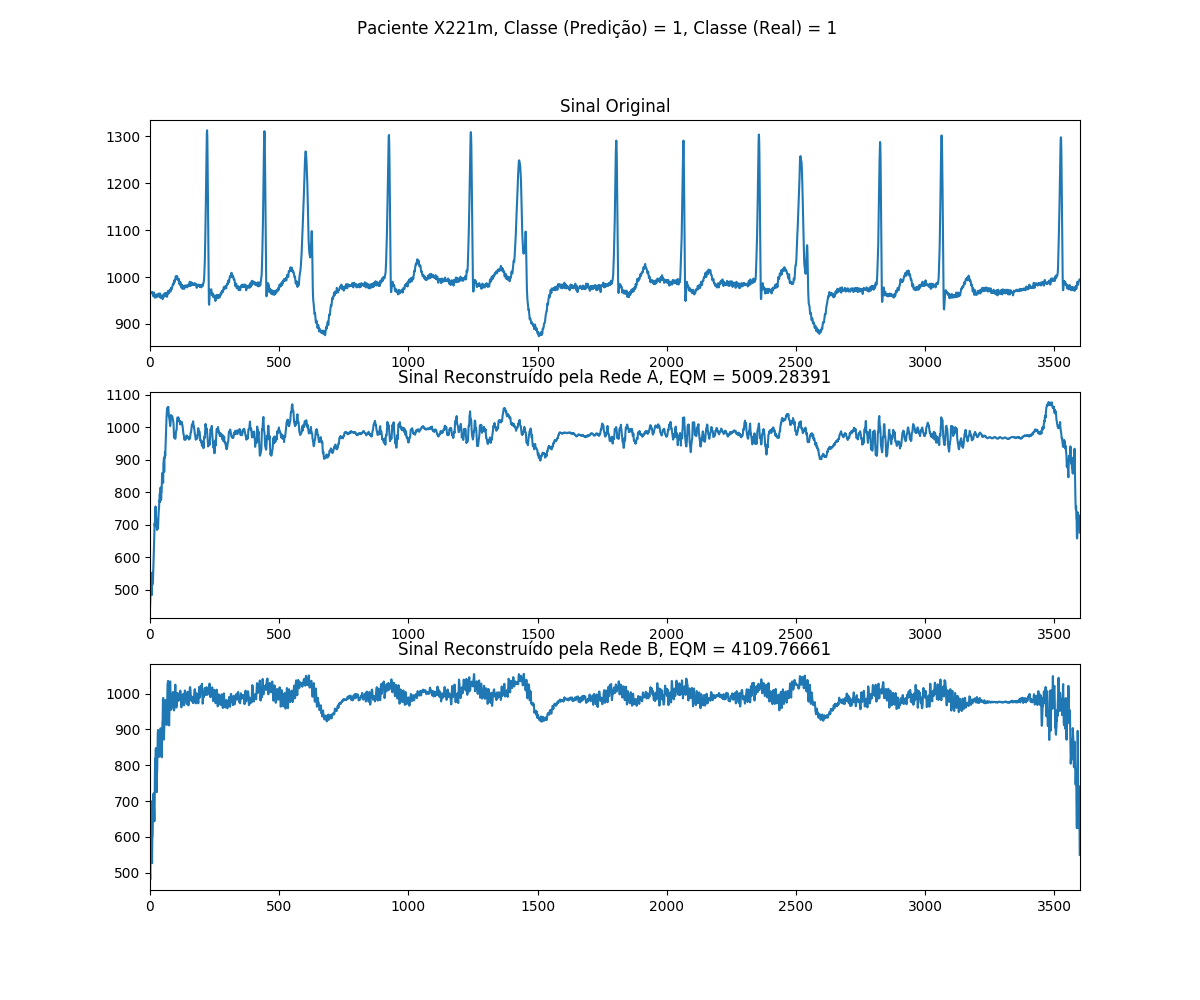 Paciente X221m, Classe (Predição) = 1, Classe (Real) = 1
Sinal Original
1300
1200
1100
1000
900
0 500 1000 1500 2000 2500 3000 3500
Sinal Reconstruído pela Rede A, EQM = 5009.28391
1100
1000
900
800
700
600
500
0 500 1000 1500 2000 2500 3000 3500
Sinal Reconstruído pela Rede B, EQM = 4109.76661
1000
900
800
700
600
500
0 500 1000 1500 2000 2500 3000 3500